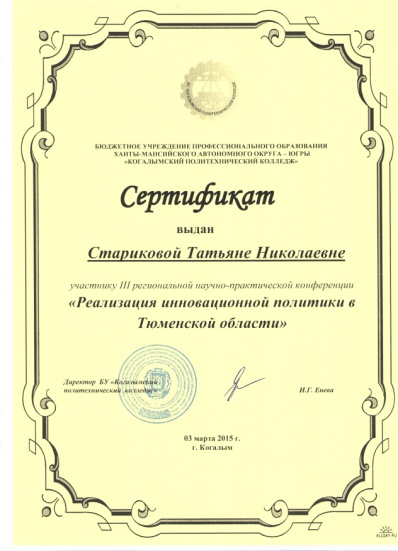 БЮДЖЕТНОЕ УЧРЕЖДЕНИЕ ПРОФЕССИОНАЛЬНОГО ОБРАЗОВАНИЯ
ХАНТЫ-МАНСИЙСКОГО АВТОНОМНОГО ОКРУГА – ЮГРЫ
«КОГАЛЫМСКИЙ ПОЛИТЕХНИЧЕСКИЙ КОЛЛЕДЖ»
Сертификат
выдан
Стариковой Татьяне Николаевне
участнику III региональной научно-практической конференции
«Реализация инновационной политики в
Тюменской области»
Директор БУ «Когалымский
политехнический колледж»
И.Г. Енева
03 марта 2015 г.
г. Когалым
ALLDAY.RU